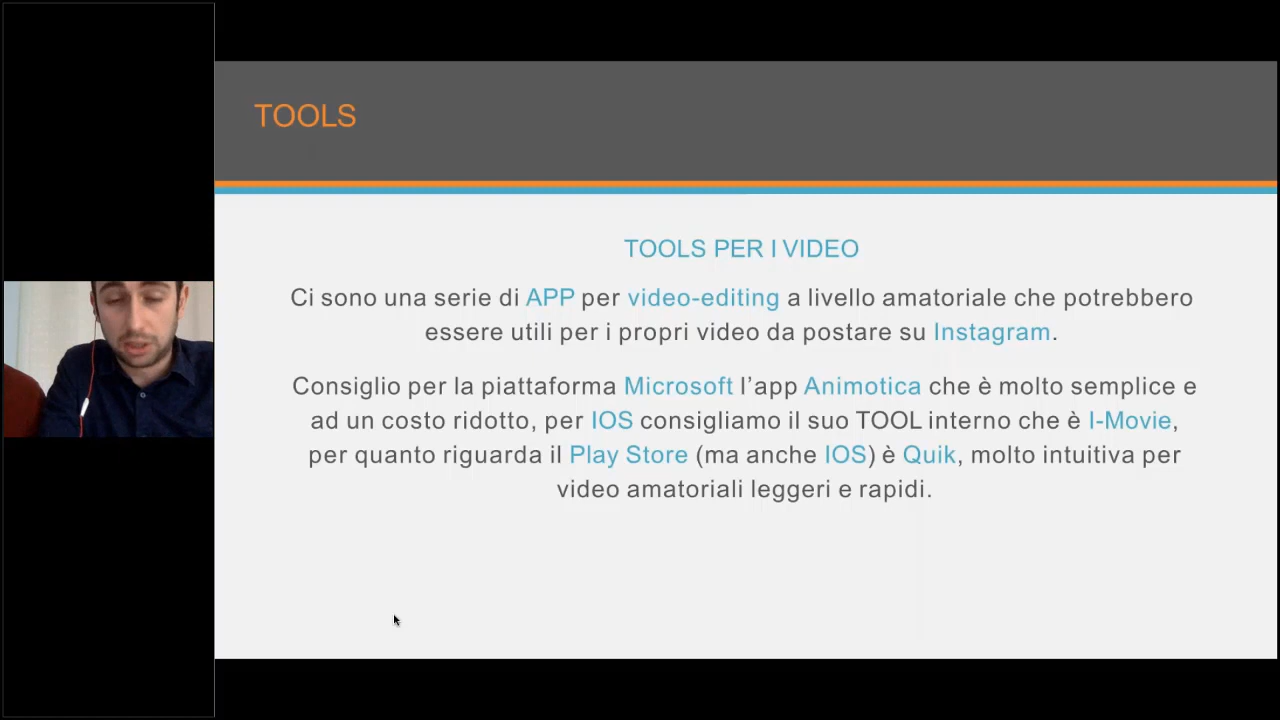 TOOLS
TOOLS PER I VIDEO
Ci sono una serie di APP per video-editing a livello amatoriale che potrebbero
essere utili per i propri video da postare su Instagram.
Consiglio per la piattaforma Microsoft l’app Animotica che è molto semplice e
ad un costo ridotto, per IOS consigliamo il suo TOOL interno che è I-Movie,
per quanto riguarda il Play Store (ma anche IOS) è Quik, molto intuitiva per
video amatoriali leggeri e rapidi.